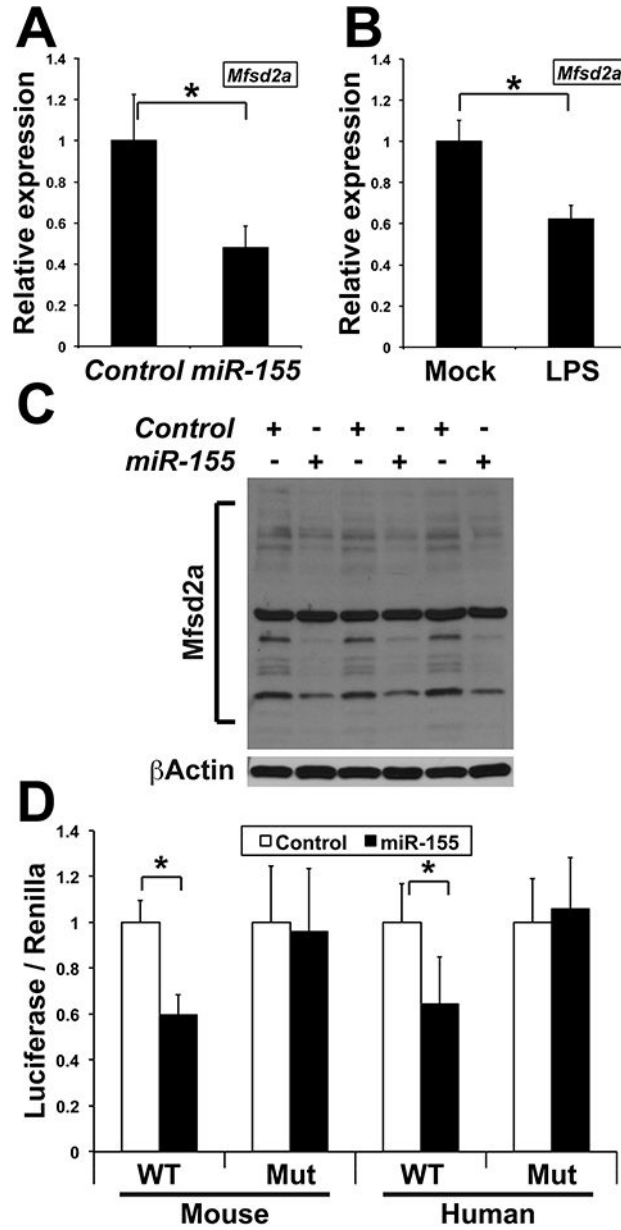 A
Mfsd2a
Relative expression
1.4
1.2
1
0.8
0.6
0.4
0.2
0
*
Control miR-155
B
Mfsd2a
Relative expression
1.4
1.2
1
0.8
0.6
0.4
0.2
0
*
Mock LPS
C
Control + - + - + -
miR-155 - + - + - +
Mfsd2a
βActin
D
Control miR-155
Luciferase / Renilla
1.4
1.2
1
0.8
0.6
0.4
0.2
0
* *
WT Mut WT Mut
Mouse Human